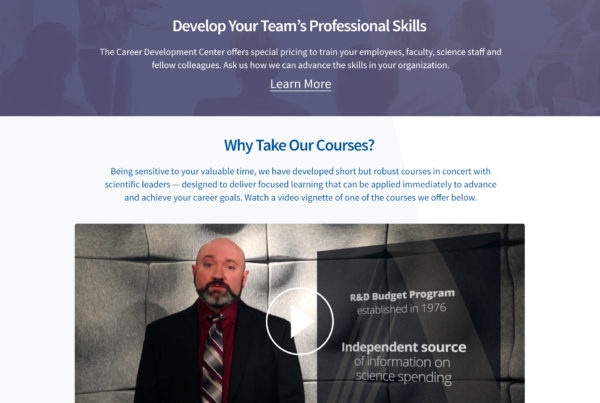 Develop Your Team's Professional Skills
The Career Development Center offers special pricing to train your employees, faculty, science staff and
fellow colleagues. Ask us how we can advance the skills in your organization.
Learn More
Why Take Our Courses?
Being sensitive to your valuable time, we have developed short but robust courses in concert with
scientific leaders — designed to deliver focused learning that can be applied immediately to advance
and achieve your career goals. Watch a video vignette of one of the courses we offer below.
R&D Budget Program
established in 1976
Independent source
of information on
science spending